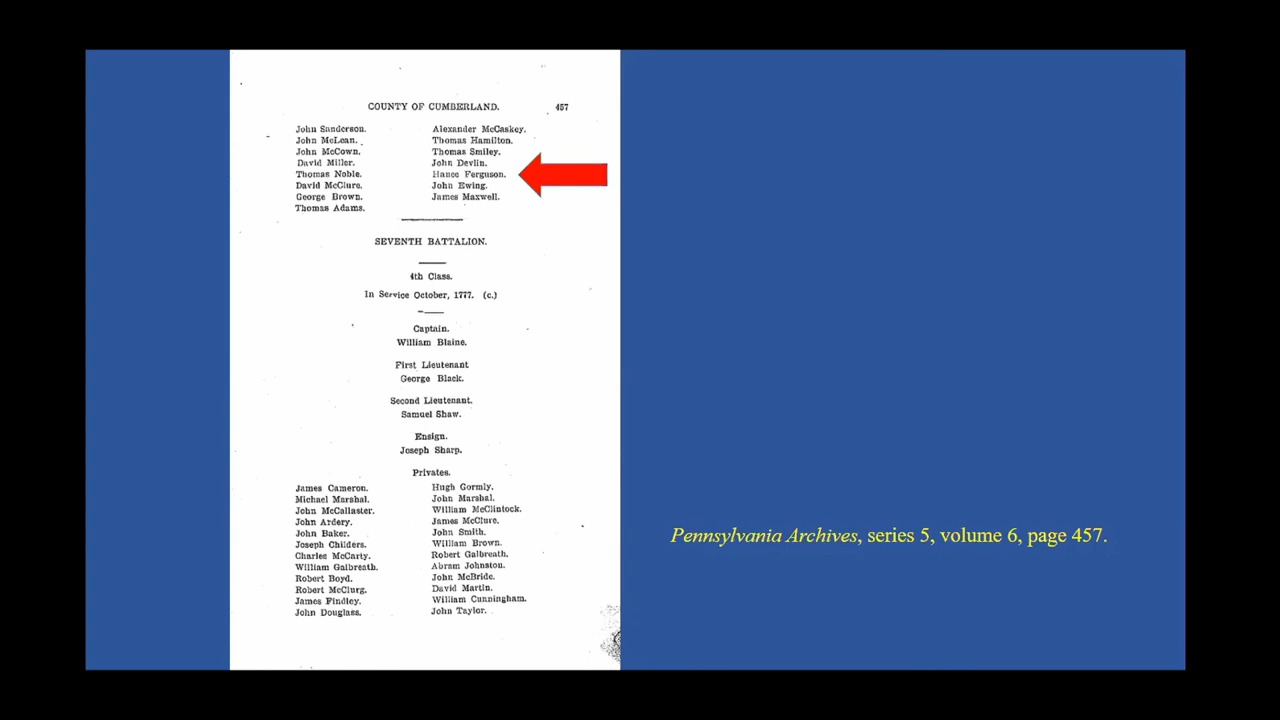 COUNTY OF CUMBERLAND. 457
John Sanderson.
John McLean.
John McCown.
David Miller.
Thomas Noble.
David McClure.
George Brown.
Thomas Adams.
Alexander McCaskey.
Thomas Hamilton.
Thomas Smiley.
John Devlin.
Hance Ferguson.
John Ewing.
James Maxwell.
SEVENTH BATTALION.
4th Class.
In Service October, 1777. (c.)
Captain.
William Blaine.
First Lieutenant
George Black.
Second Lieutenant.
Samuel Shaw.
Ensign.
Joseph Sharp.
Privates.
James Cameron.
Michael Marshal.
John McCallaster.
John Ardery.
John Baker.
Joseph Childers.
Charles McCarty.
William Galbreath.
Robert Boyd.
Robert McClurg.
James Findley.
John Douglass.
Hugh Gormly.
John Marshal.
William McClintock.
James McClure.
John Smith.
William Brown.
Robert Galbreath.
Abram Johnston.
John McBride.
David Martin.
William Cunningham.
John Taylor.
Pennsylvania Archives, series 5, volume 6, page 457.